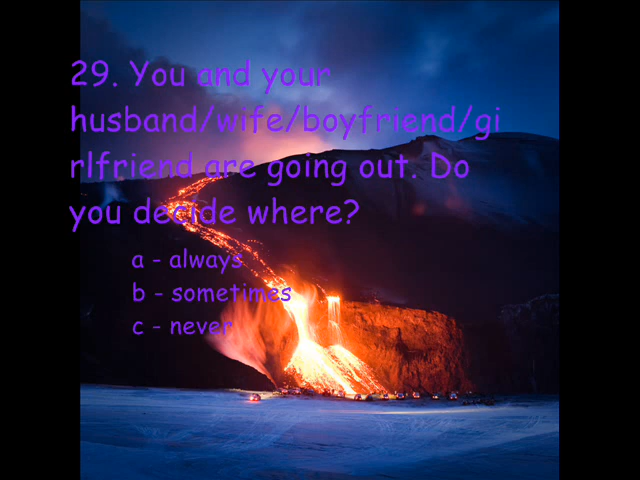 29. You and your
husband/wife/boyfriend/gi
rlfriend are going out. Do
you decide where?
a - always
b - sometimes
c - never